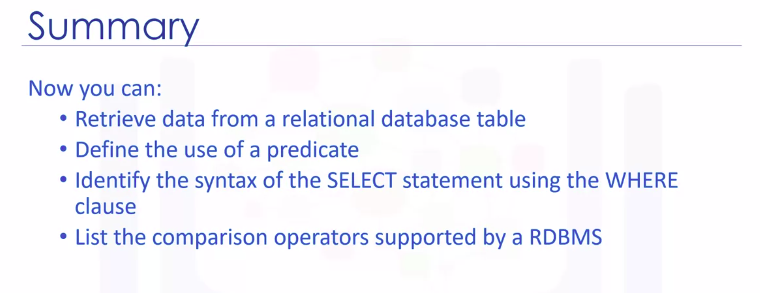 Summary
Now you can:
• Retrieve data from a relational database table
• Define the use of a predicate
• Identify the syntax of the SELECT statement using the WHERE
clause
• List the comparison operators supported by a RDBMS